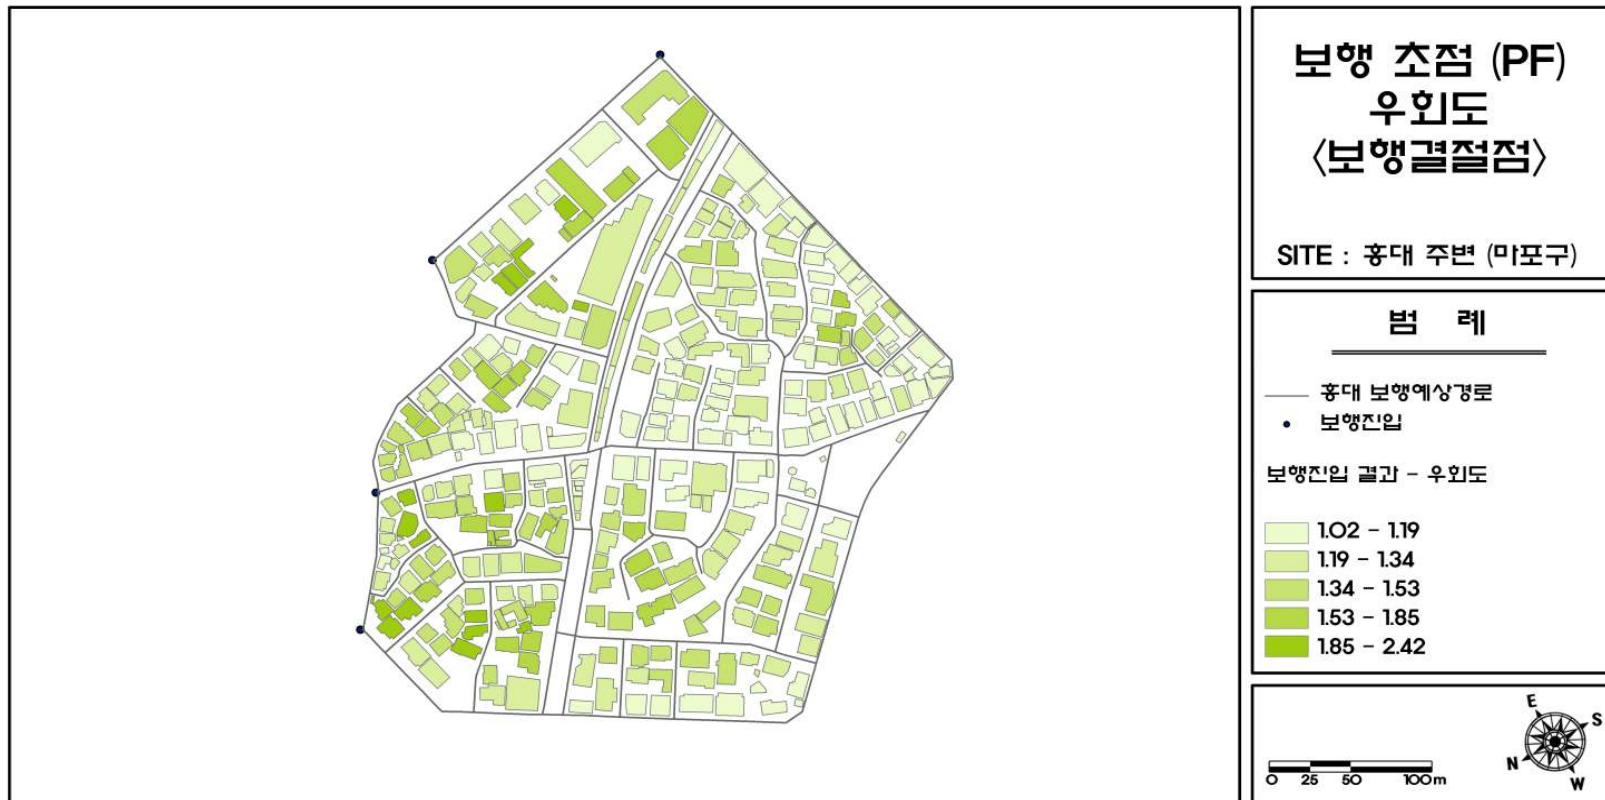 보행 초점 (PF)
우회도
〈보행결절점〉
SITE : 홍대 주변 (마포구)
범 례
홍대 보행예상경로
보행진입
보행진입 결과 - 우회도
1.02 - 1.19
1.19 - 1.34
1.34 - 1.53
1.53 - 1.85
1.85 - 2.42
E
S
N
W
0 25 50 100m